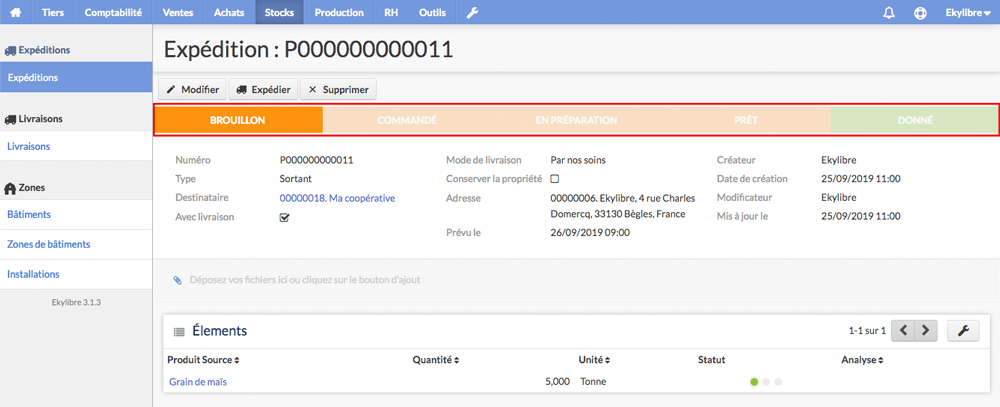 Tiers Comptabilité Ventes Achats Stocks Production RH Outils Ekylibre
Expéditions
Expéditions
Livraisons
Livraisons
Zones
Bâtiments
Zones de bâtiments
Installations
Ekylibre 3.1.3
Expédition : P000000000011
Modifier Expédier Supprimer
BROUILLON COMMANDÉ EN PRÉPARATION PRÊT DONNÉ
Numéro P000000000011 Mode de livraison Par nos soins Créateur Ekylibre
Type Sortant Conserver la propriété Date de création 25/09/2019 11:00
Destinataire 00000018. Ma coopérative Adresse 00000006. Ekylibre, 4 rue Charles Modificateur Ekylibre
Avec livraison Domercq, 33130 Bègles, France Mis à jour le 25/09/2019 11:00
Prévu le 26/09/2019 09:00
Déposez vos fichiers ici ou cliquez sur le bouton d'ajout
Élements 1-1 sur 1
Produit Source Quantité Unité Statut Analyse
Grain de maïs 5,000 Tonne